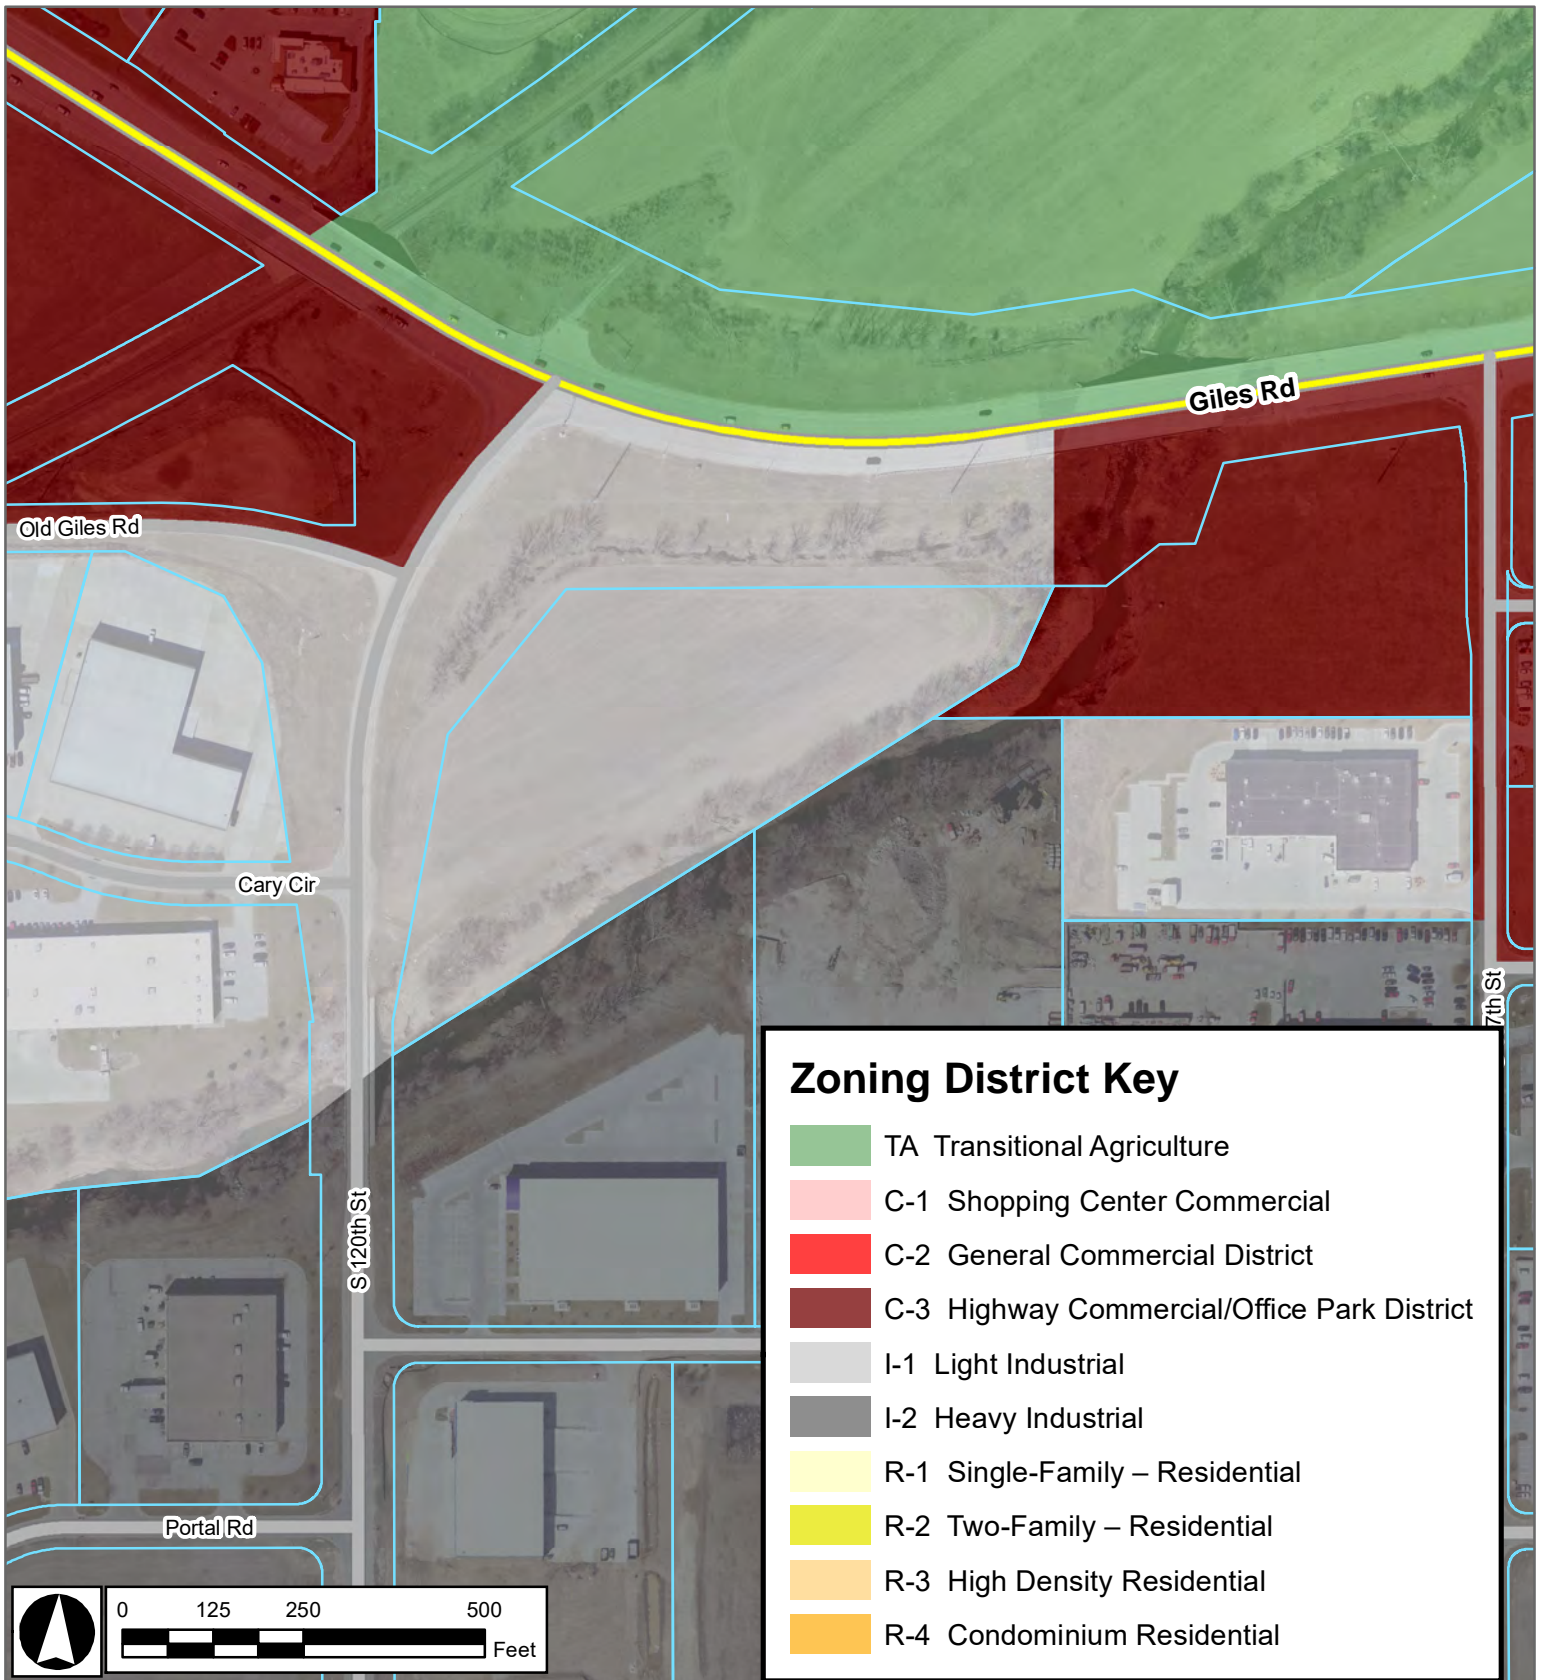 Giles Rd
Old Giles Rd
Cary Cir
7th St
S 120th St
Portal Rd
Zoning District Key
TA Transitional Agriculture
C-1 Shopping Center Commercial
C-2 General Commercial District
C-3 Highway Commercial/Office Park District
I-1 Light Industrial
I-2 Heavy Industrial
R-1 Single-Family – Residential
R-2 Two-Family – Residential
R-3 High Density Residential
R-4 Condominium Residential
0 125 250 500
Feet